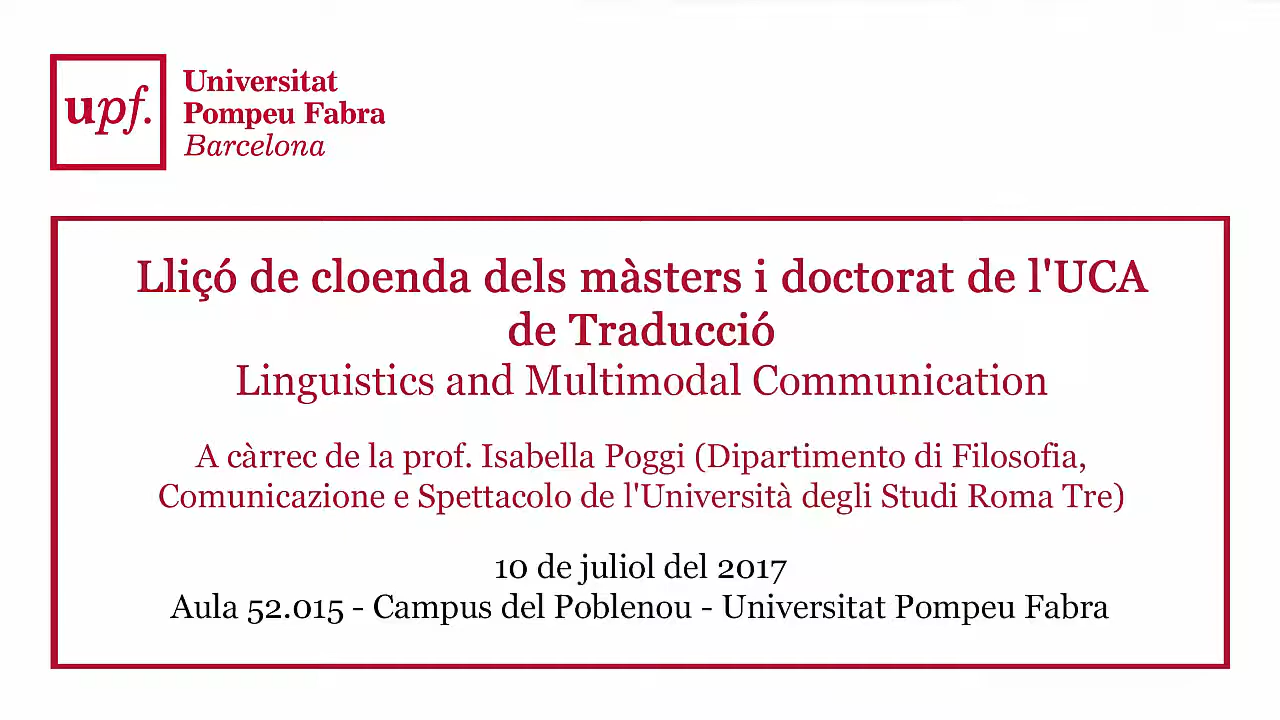 upf.
Universitat
Pompeu Fabra
Barcelona
Lliçó de cloenda dels màsters i doctorat de l'UCA
de Traducció
Linguistics and Multimodal Communication
A càrrec de la prof. Isabella Poggi (Dipartimento di Filosofia,
Comunicazione e Spettacolo de l'Università degli Studi Roma Tre)
10 de juliol del 2017
Aula 52.015 - Campus del Poblenou - Universitat Pompeu Fabra